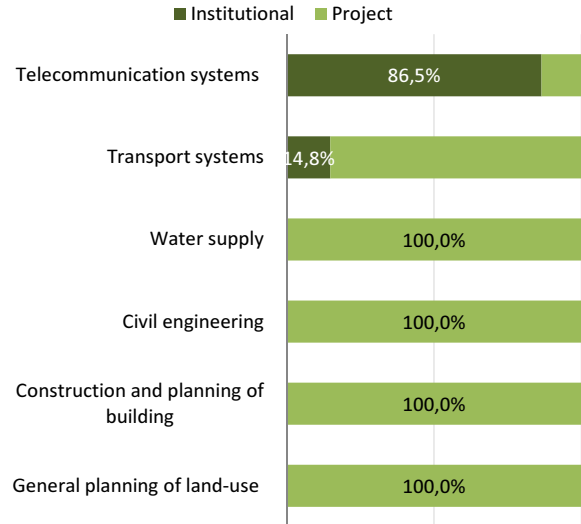 Institutional Project
Telecommunication systems 86,5%
Transport systems 14,8%
Water supply 100,0%
Civil engineering 100,0%
Construction and planning of
building 100,0%
General planning of land-use 100,0%